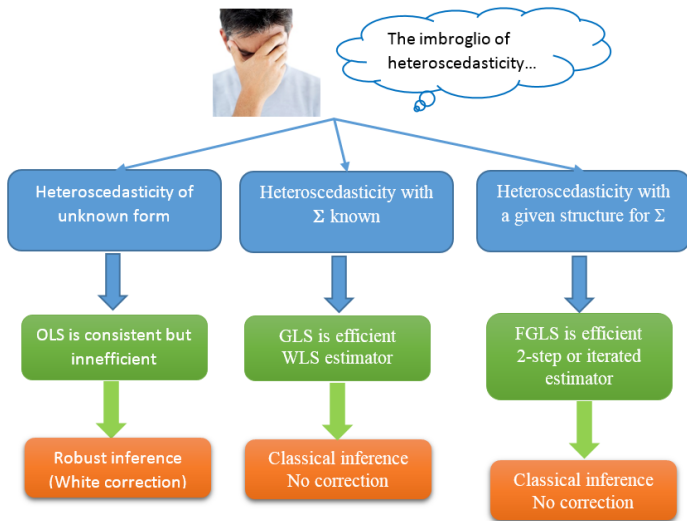 The imbroglio of
heteroscedasticity...
Heteroscedasticity of
unknown form
Heteroscedasticity with
Σ known
Heteroscedasticity with
a given structure for Σ
OLS is consistent but
innefficient
GLS is efficient
WLS estimator
FGLS is efficient
2-step or iterated
estimator
Robust inference
(White correction)
Classical inference
No correction
Classical inference
No correction